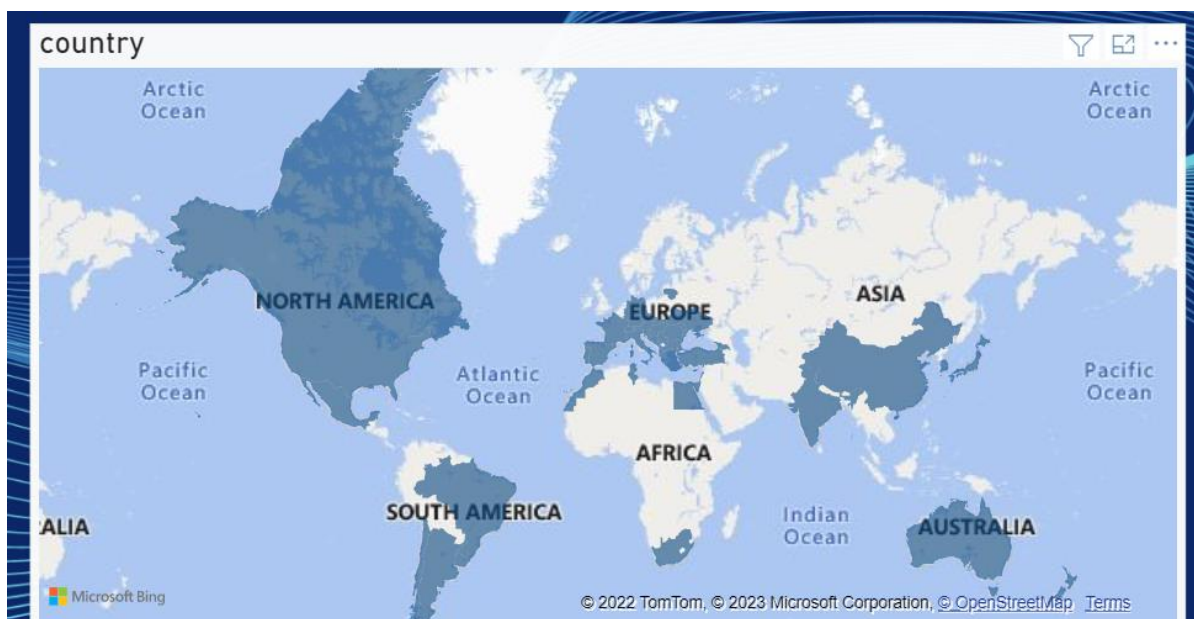 country
Arctic
Ocean
Arctic
Ocean
NORTH AMERICA
EUROPE
ASIA
Pacific
Ocean
Atlantic
Ocean
Pacific
Ocean
AFRICA
SOUTH AMERICA
Indian
Ocean
RALIA
AUSTRALIA
Microsoft Bing
© 2022 TomTom, © 2023 Microsoft Corporation, © OpenStreetMap Terms